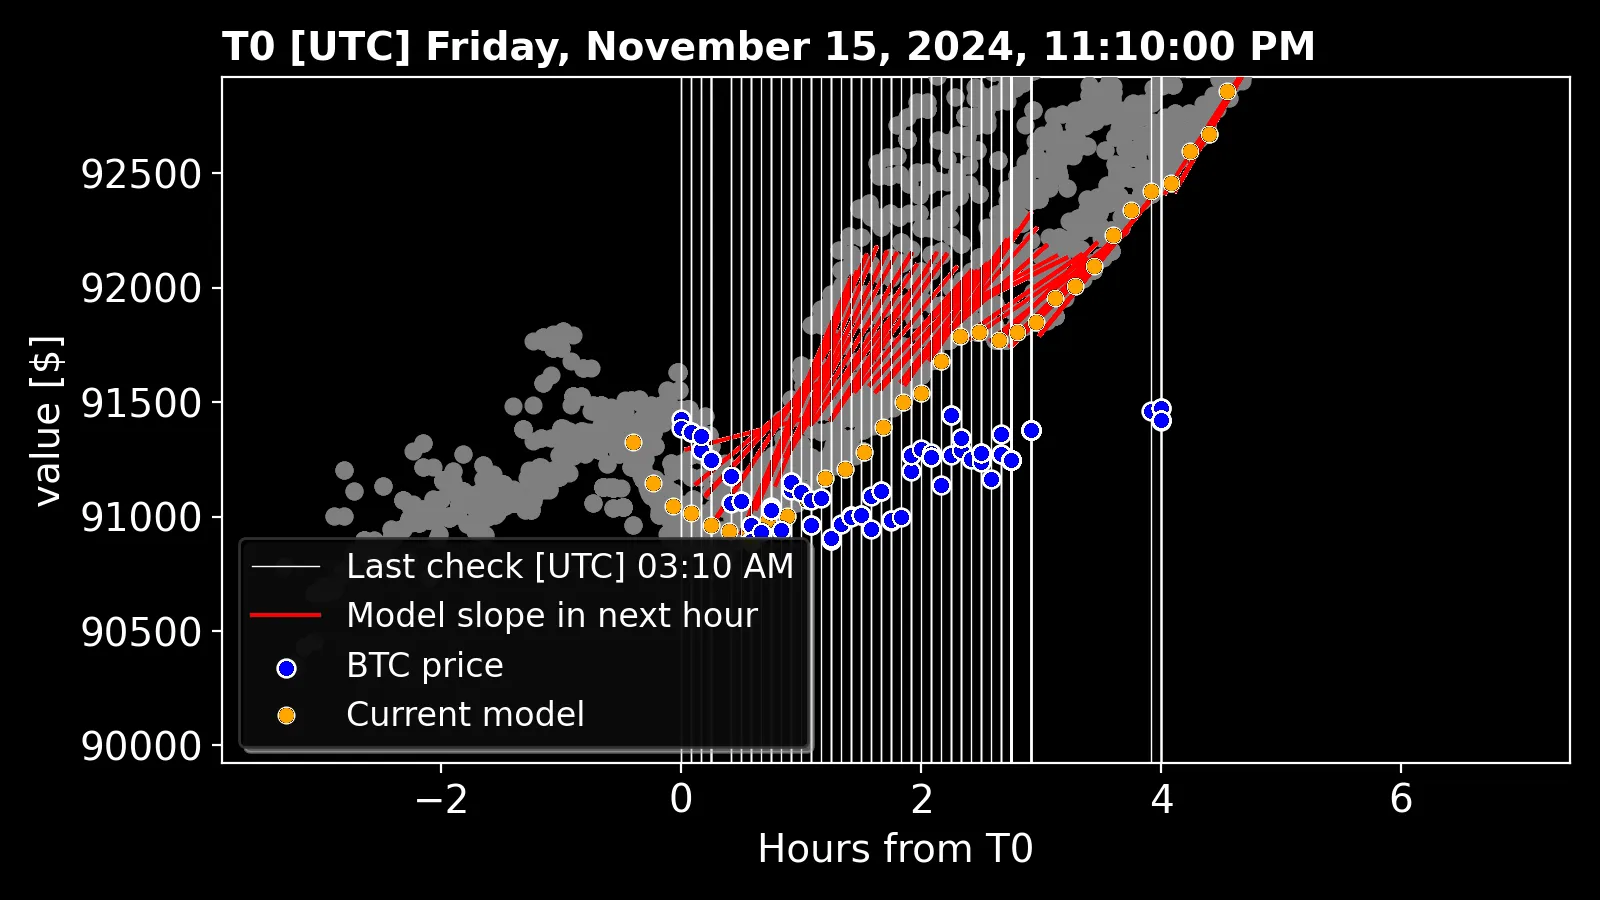 T0 [UTC] Friday, November 15, 2024, 11:10:00 PM
value [$]
92500
92000
91500
91000
90500
90000
Last check [UTC] 03:10 AM
Model slope in next hour
BTC price
Current model
−2 0 2 4 6
Hours from T0